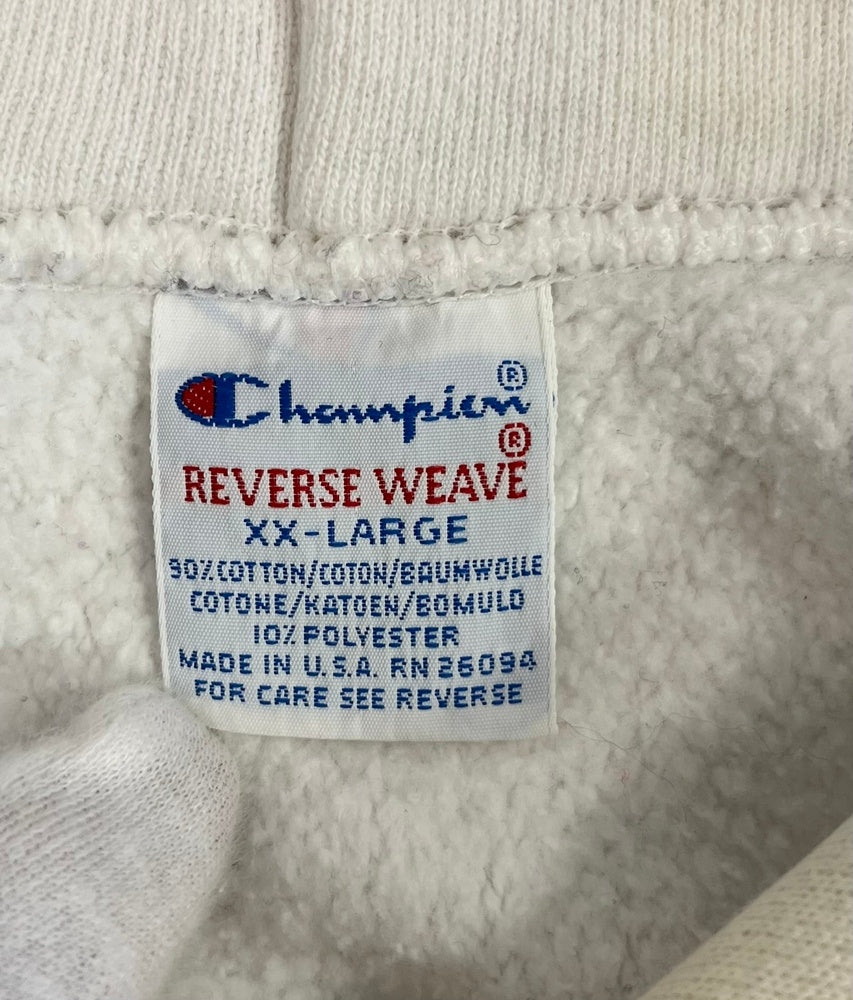 Champion®
REVERSE WEAVE®
XX-LARGE
90% COTTON/COTON/BAUMWOLLE
COTONE/KATOEN/BOMULD
10% POLYESTER
MADE IN U.S.A. RN 26094
FOR CARE SEE REVERSE